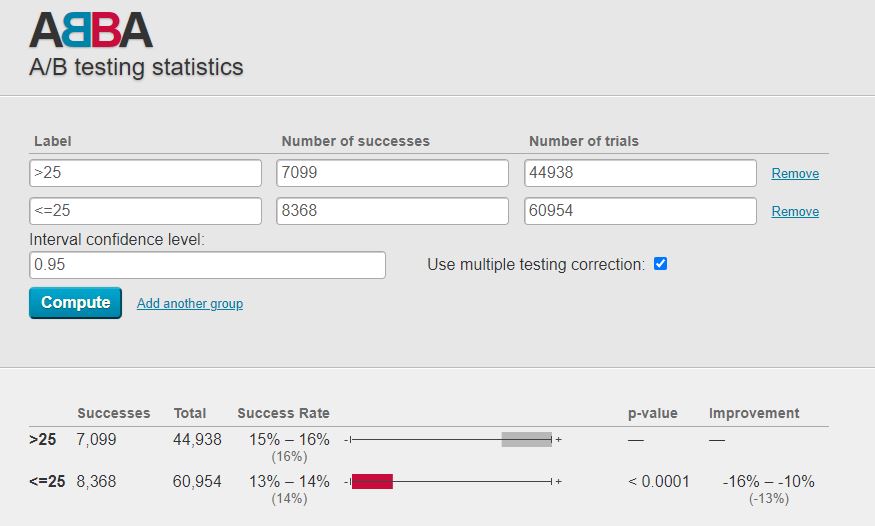 ABBA
A/B testing statistics
Label Number of successes Number of trials
>25 7099 44938 Remove
<=25 8368 60954 Remove
Interval confidence level:
0.95 Use multiple testing correction:
Compute Add another group
Successes Total Success Rate p-value Improvement
>25 7,099 44,938 15% – 16% - + — —
(16%)
<=25 8,368 60,954 13% – 14% - + < 0.0001 -16% – -10%
(14%) (-13%)